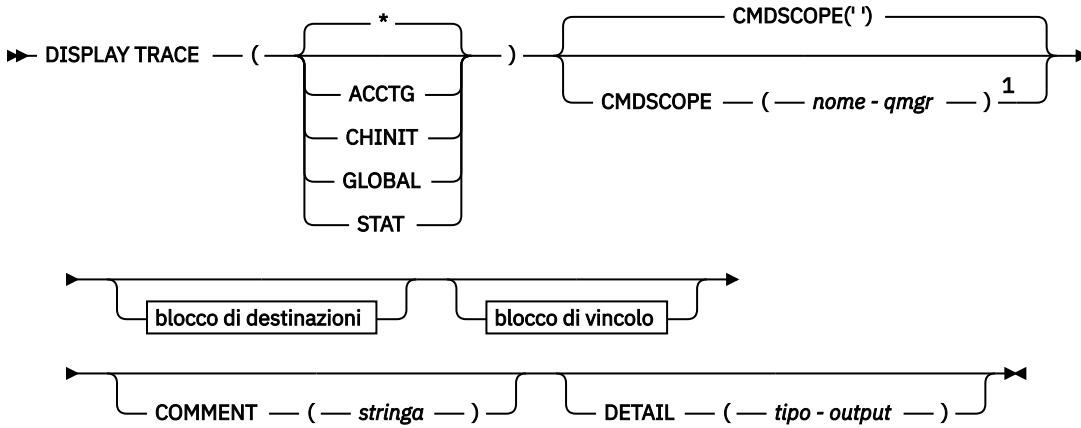 * CMDSCOPE(' ')
DISPLAY TRACE ( )
ACCTG CMDSCOPE ( nome - qmgr ) 1
CHINIT
GLOBAL
STAT
blocco di destinazioni blocco di vincolo
COMMENT ( stringa ) DETAIL ( tipo - output )